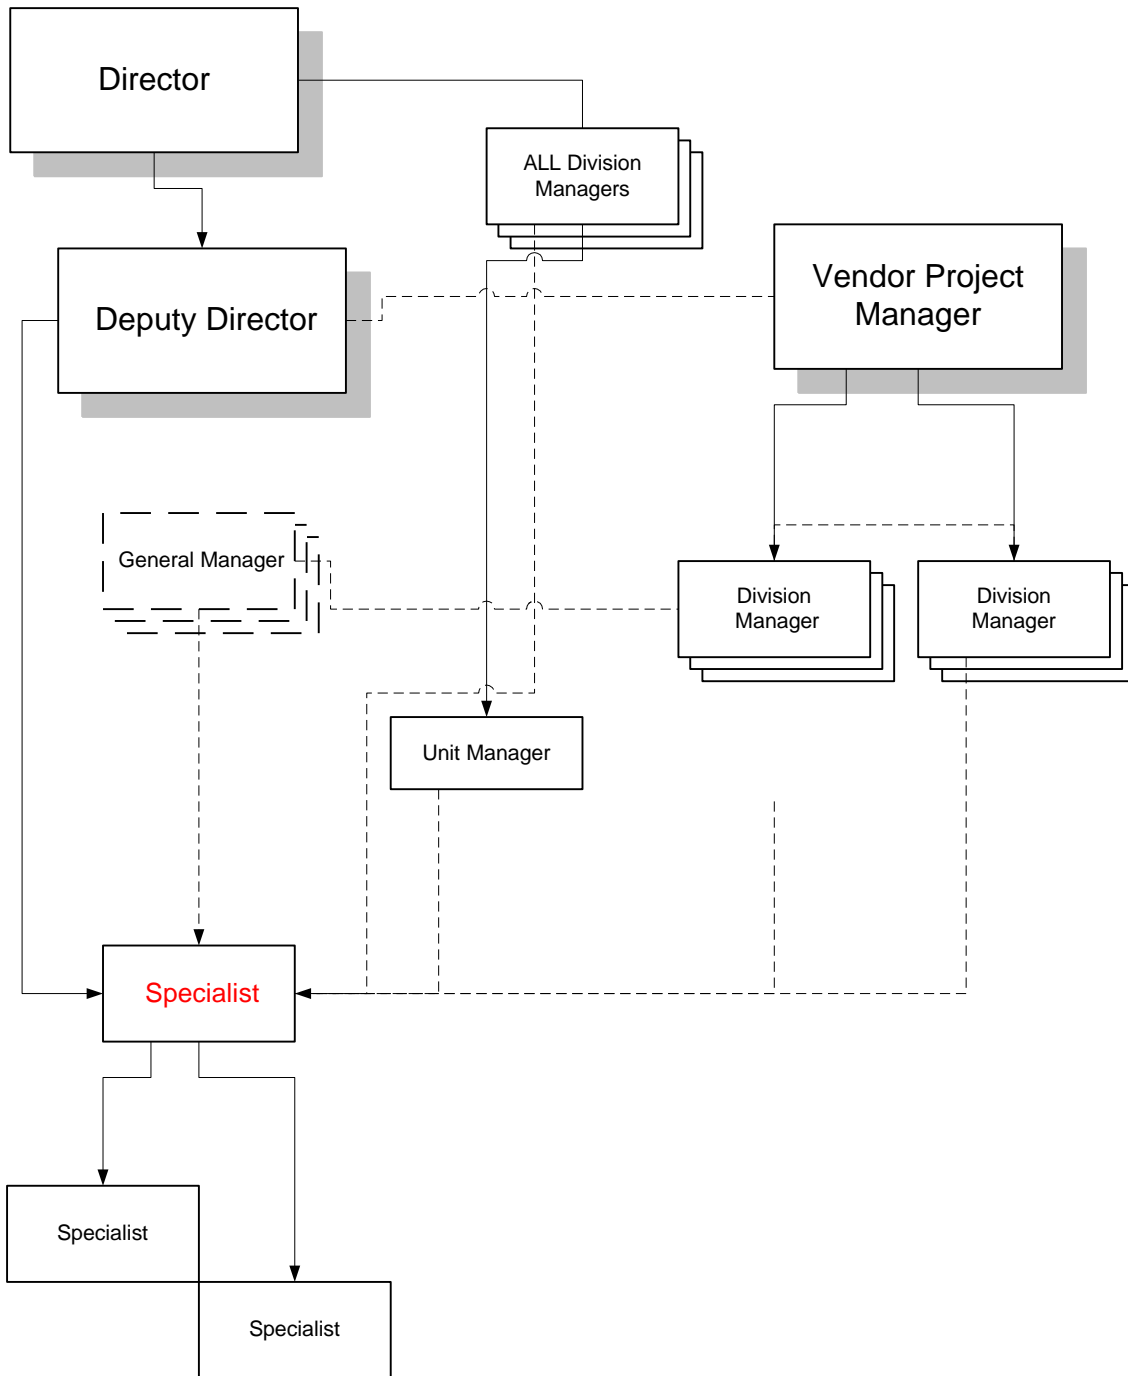 Director
ALL Division
Managers
Deputy Director
Vendor Project
Manager
General Manager
Division
Manager
Division
Manager
Unit Manager
Specialist
Specialist
Specialist